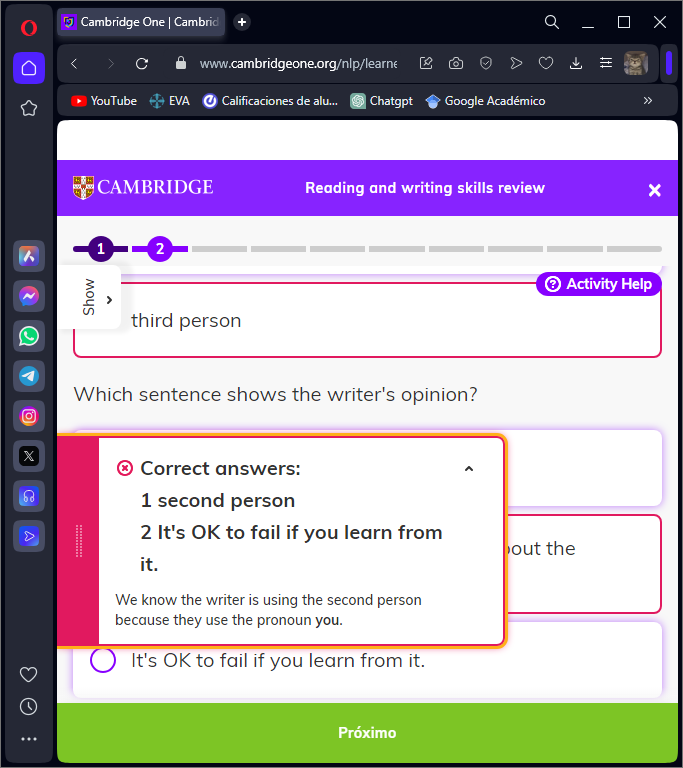 Cambridge One | Cambrid
www.cambridgeone.org/nlp/learne
YouTube
EVA
Calificaciones de alu...
Chatgpt
Google Académico
CAMBRIDGE
Reading and writing skills review
1
2
Show
Activity Help
third person
Which sentence shows the writer's opinion?
Correct answers:
1 second person
2 It's OK to fail if you learn from
it.
We know the writer is using the second person
because they use the pronoun you.
out the
It's OK to fail if you learn from it.
Próximo